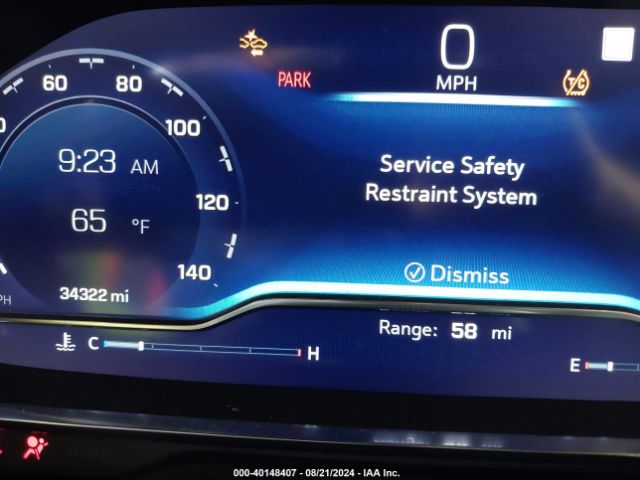 0
MPH
PARK
TC
60
80
100
120
140
9:23 AM
65 °F
34322 mi
Service Safety
Restraint System
Dismiss
Range: 58 mi
C
H
E
000-40148407 - 08/21/2024 - IAA Inc.